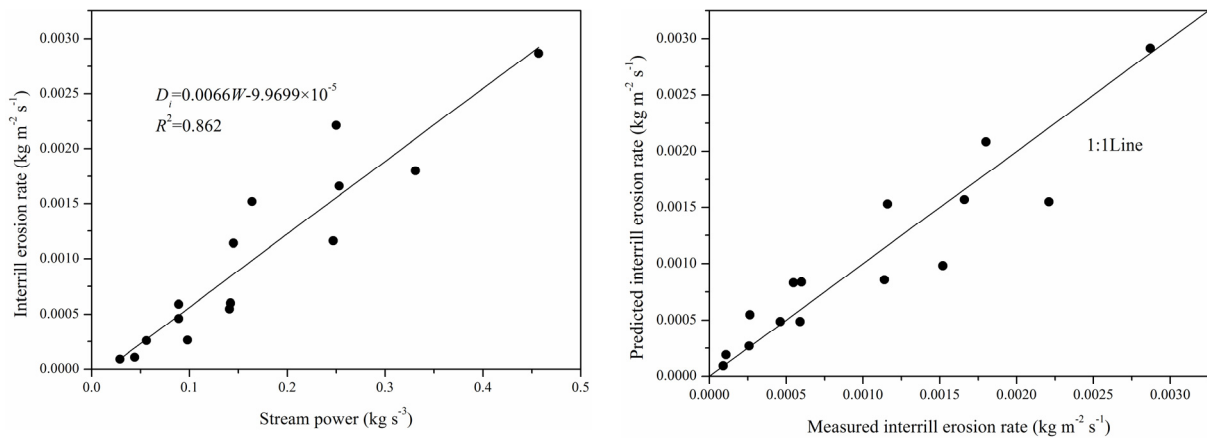 Interrill erosion rate (kg m⁻² s⁻¹)
0.0030
0.0025
0.0020
0.0015
0.0010
0.0005
0.0000
Dᵢ=0.0066W-9.9699×10⁻⁵
R²=0.862
0.0 0.1 0.2 0.3 0.4 0.5
Stream power (kg s⁻³)
Predicted interrill erosion rate (kg m⁻² s⁻¹)
0.0030
0.0025
0.0020
0.0015
0.0010
0.0005
0.0000
1:1Line
0.0000 0.0005 0.0010 0.0015 0.0020 0.0025 0.0030
Measured interrill erosion rate (kg m⁻² s⁻¹)